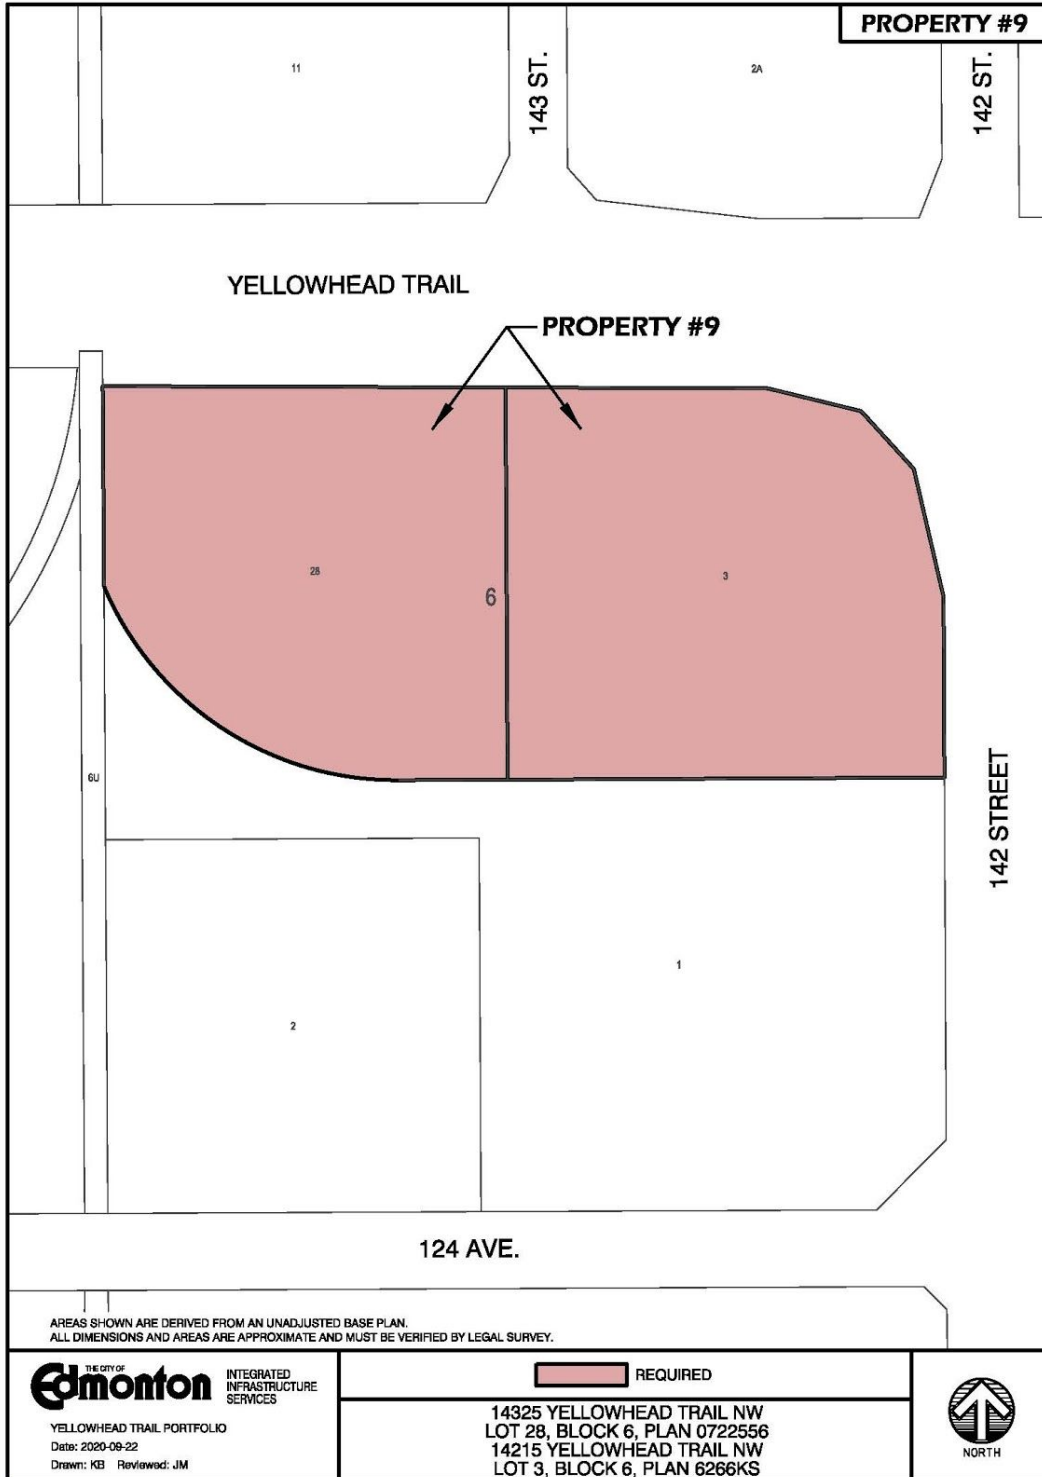 PROPERTY #9
11
143 ST.
2A
142 ST.
YELLOWHEAD TRAIL
PROPERTY #9
28
6
3
6U
142 STREET
1
2
124 AVE.
AREAS SHOWN ARE DERIVED FROM AN UNADJUSTED BASE PLAN.
ALL DIMENSIONS AND AREAS ARE APPROXIMATE AND MUST BE VERIFIED BY LEGAL SURVEY.
THE CITY OF
Edmonton
INTEGRATED
INFRASTRUCTURE
SERVICES
YELLOWHEAD TRAIL PORTFOLIO
Date: 2020-09-22
Drawn: KB Reviewed: JM
REQUIRED
14325 YELLOWHEAD TRAIL NW
LOT 28, BLOCK 6, PLAN 0722556
14215 YELLOWHEAD TRAIL NW
LOT 3, BLOCK 6, PLAN 6266KS
NORTH